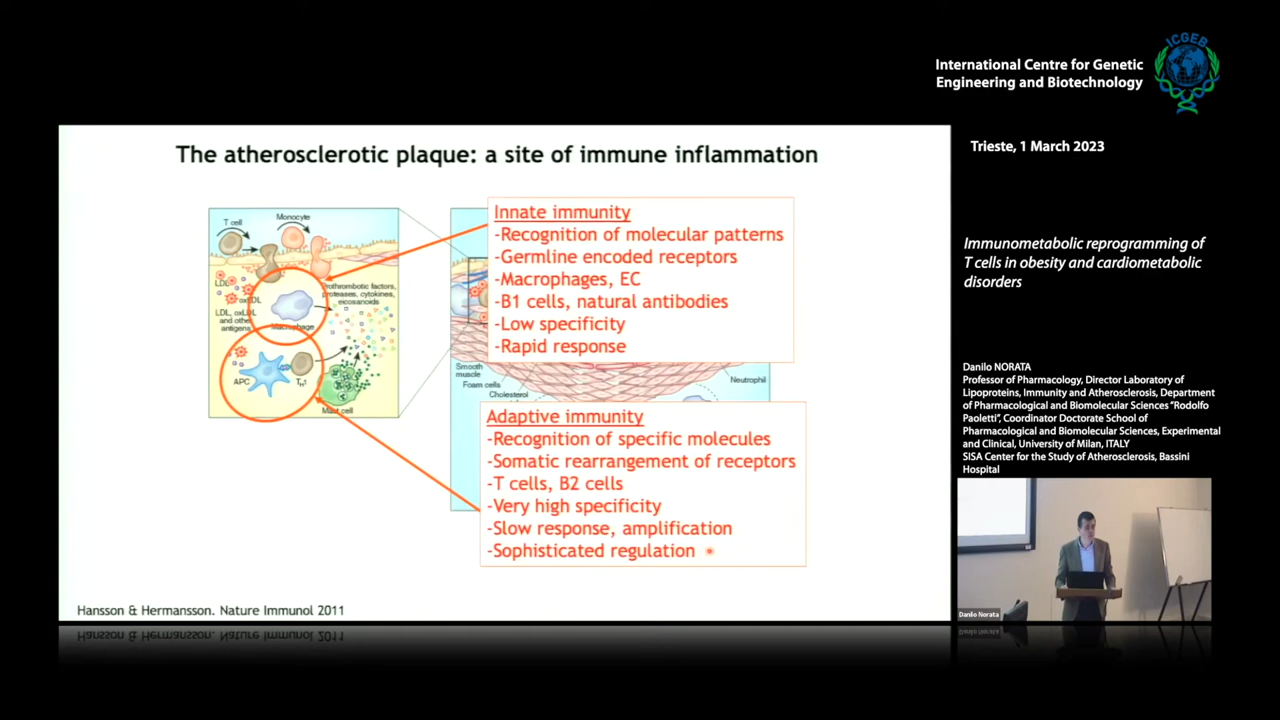 International Centre for Genetic
Engineering and Biotechnology
ICGEB
Trieste, 1 March 2023
The atherosclerotic plaque: a site of immune inflammation
T cell
Monocyte
LDL
oxLDL
LDL, oxLDL
and other
antigens
Macrophage
Prothrombotic factors,
proteases, cytokines,
eicosanoids
APC
TH1
Mast cell
Innate immunity
-Recognition of molecular patterns
-Germline encoded receptors
-Macrophages, EC
-B1 cells, natural antibodies
-Low specificity
-Rapid response
Smooth
muscle
Foam cells
Cholesterol
Neutrophil
Adaptive immunity
-Recognition of specific molecules
-Somatic rearrangement of receptors
-T cells, B2 cells
-Very high specificity
-Slow response, amplification
-Sophisticated regulation
Hansson & Hermansson. Nature Immunol 2011
Immunometabolic reprogramming of
T cells in obesity and cardiometabolic
disorders
Danilo NORATA
Professor of Pharmacology, Director Laboratory of
Lipoproteins, Immunity and Atherosclerosis, Department
of Pharmacological and Biomolecular Sciences "Rodolfo
Paoletti", Coordinator Doctorate School of
Pharmacological and Biomolecular Sciences, Experimental
and Clinical, University of Milan, ITALY
SISA Center for the Study of Atherosclerosis, Bassini
Hospital
Danilo Norata